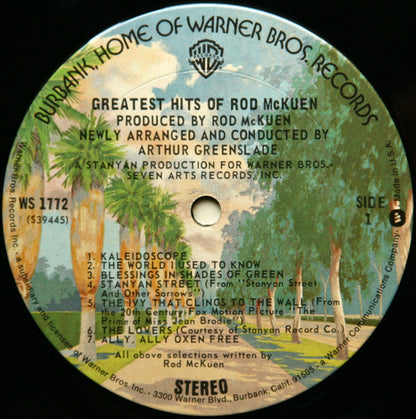 BURBANK, HOME OF WARNER BROS. RECORDS
GREATEST HITS OF ROD McKUEN
PRODUCED BY ROD McKUEN
NEWLY ARRANGED AND CONDUCTED BY
ARTHUR GREENSLADE
A STANYAN PRODUCTION FOR WARNER BROS.-
SEVEN ARTS RECORDS, INC.
WS 1772
(S39445)
SIDE
1
1. KALEIDOSCOPE
2. THE WORLD I USED TO KNOW
3. BLESSINGS IN SHADES OF GREEN
4. STANYAN STREET (From "Stanyan Street
And Other Sorrows")
5. THE IVY THAT CLINGS TO THE WALL (From
the 20th Century-Fox Motion Picture "The
Prime of Miss Jean Brodie")
6. THE LOVERS (Courtesy of Stanyan Record Co.)
7. ALLY, ALLY OXEN FREE
All above selections written by
Rod McKuen
STEREO
Warner Bros. Records Inc., a subsidiary and licensee of Warner Bros. Inc. • 3300 Warner Blvd., Burbank, Calif. 91505 • a Warner Communications Company. Made in U.S.A.